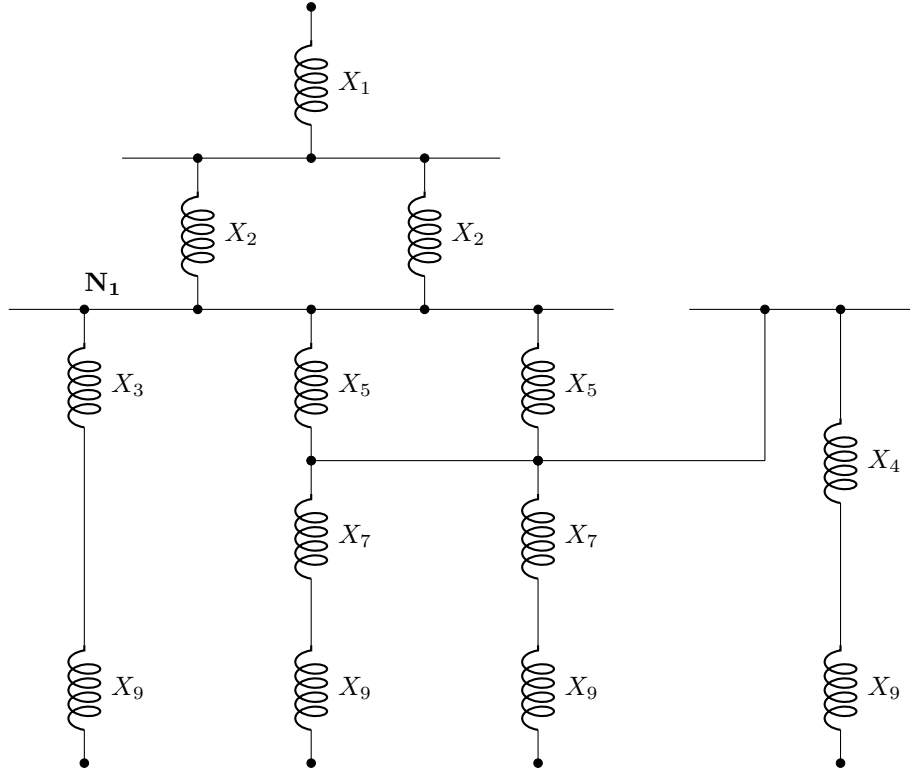 X₁
X₂ X₂
N₁
X₃ X₅ X₅
X₄
X₇ X₇
X₉ X₉ X₉ X₉